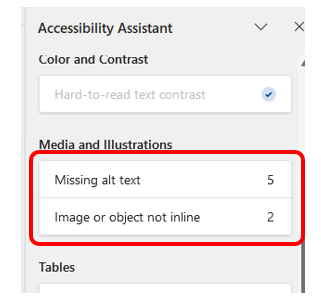 Accessibility Assistant
Color and Contrast
Hard-to-read text contrast
Media and Illustrations
Missing alt text 5
Image or object not inline 2
Tables